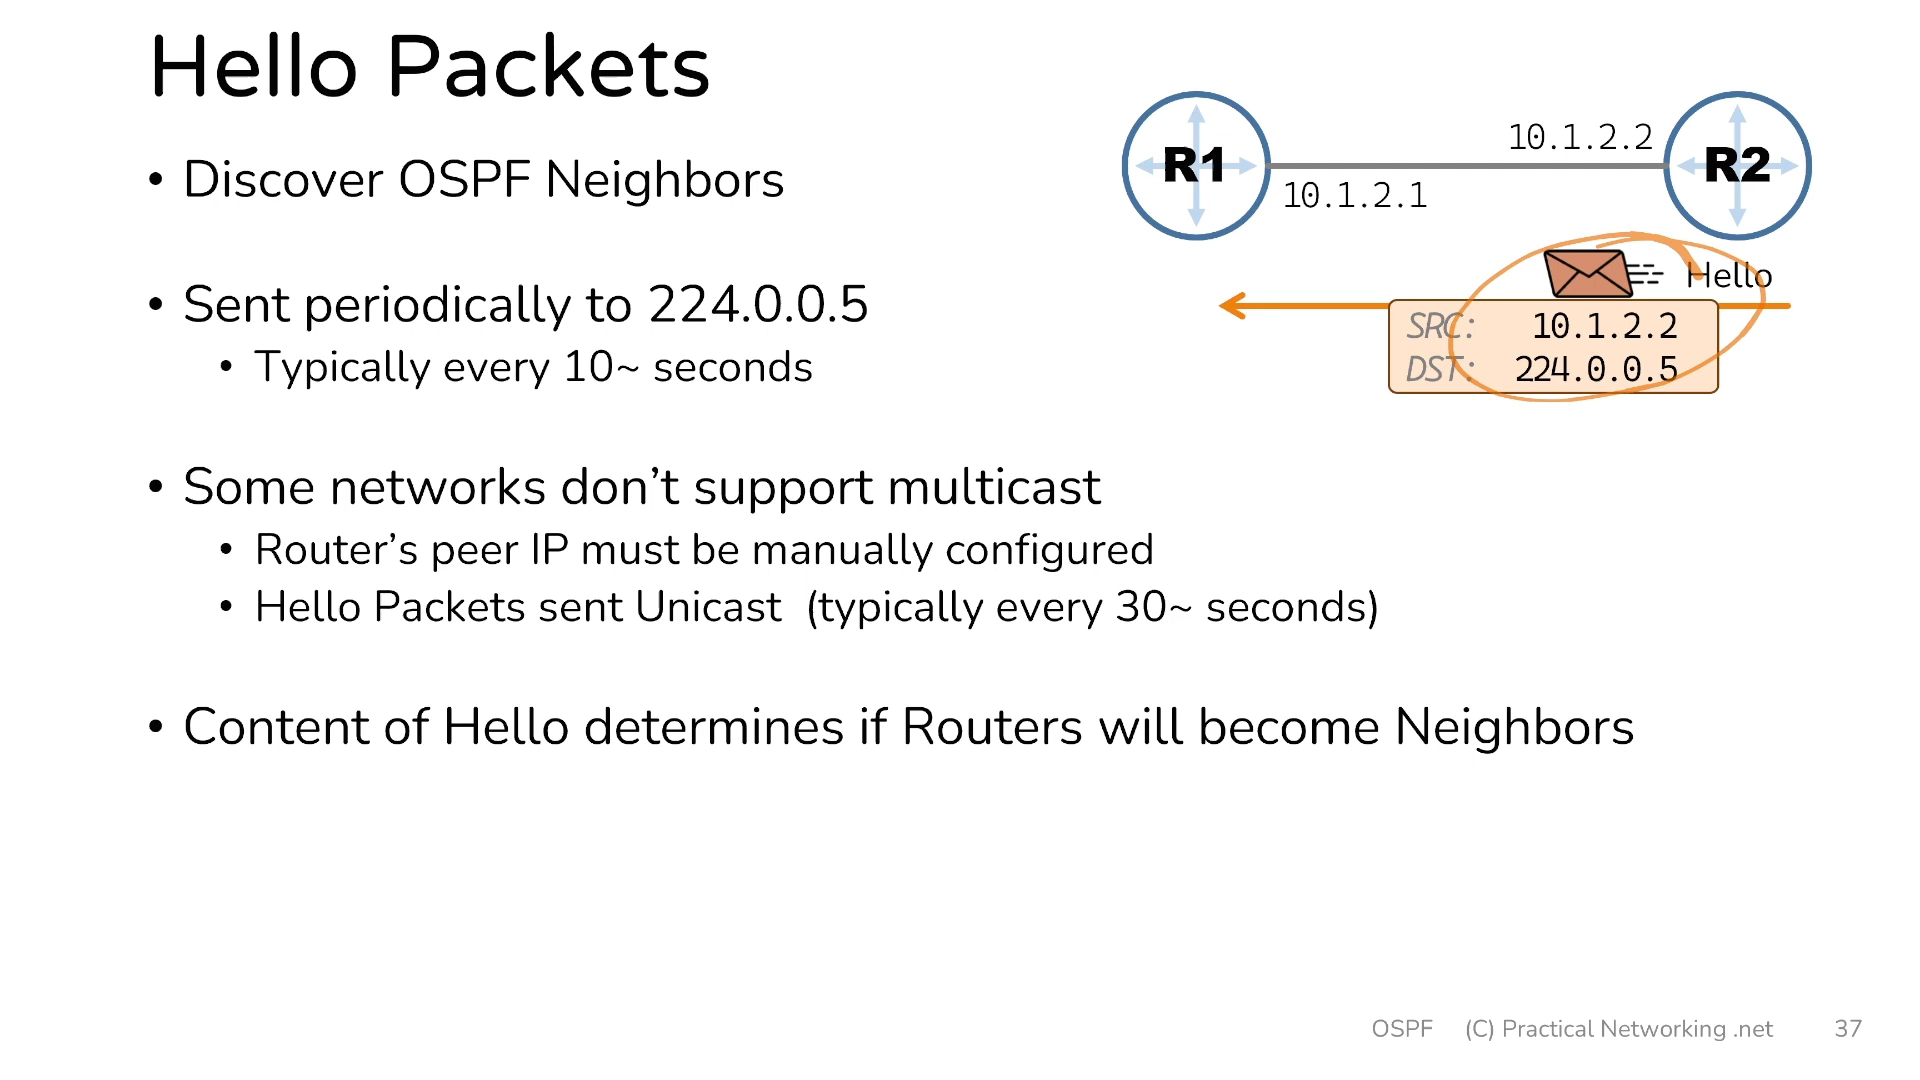 Hello Packets
• Discover OSPF Neighbors
• Sent periodically to 224.0.0.5
• Typically every 10~ seconds
• Some networks don’t support multicast
• Router’s peer IP must be manually configured
• Hello Packets sent Unicast (typically every 30~ seconds)
• Content of Hello determines if Routers will become Neighbors
R1
10.1.2.2
R2
10.1.2.1
Hello
SRC: 10.1.2.2
DST: 224.0.0.5
OSPF (C) Practical Networking .net 37